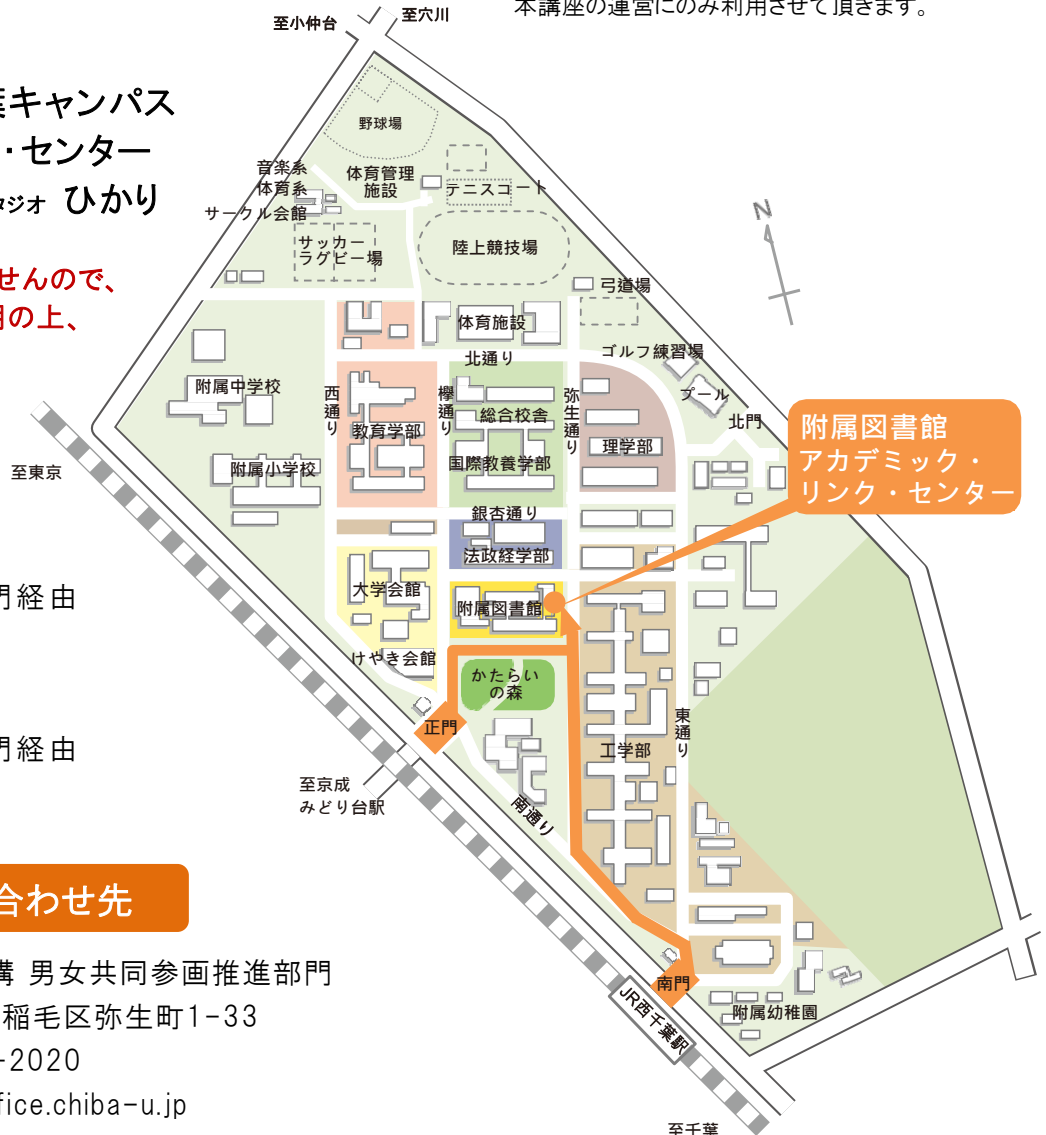 本講座の運営にのみ利用させて頂きます。
至小仲台
至穴川
葉キャンパス
・センター
タジオ ひかり
せんので、
用の上、
野球場
音楽系
体育系
サークル会館
体育管理
施設
テニスコート
サッカー
ラグビー場
陸上競技場
N
弓道場
体育施設
北通り
ゴルフ練習場
プール
北門
附属中学校
西通り
欅通り
弥生通り
教育学部
総合校舎
国際教養学部
理学部
附属図書館
アカデミック・
リンク・センター
至東京
附属小学校
銀杏通り
法政経学部
大学会館
附属図書館
門経由
けやき会館
かたらい
の森
正門
東通り
工学部
門経由
至京成
みどり台駅
南通り
合わせ先
構 男女共同参画推進部門
稲毛区弥生町1-33
-2020
fice.chiba-u.jp
南門
JR西千葉駅
附属幼稚園
至千葉